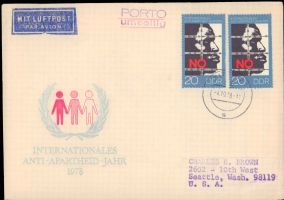 MIT LUFTPOST
PAR AVION
PORTO
NO
NO
20 DDR
20 DDR
INTERNATIONALES
ANTI-APARTHEID-JAHR
1978
CHARLES E. BROWN
2602 - 10th West
Seattle, Wash. 98119
U. S. A.